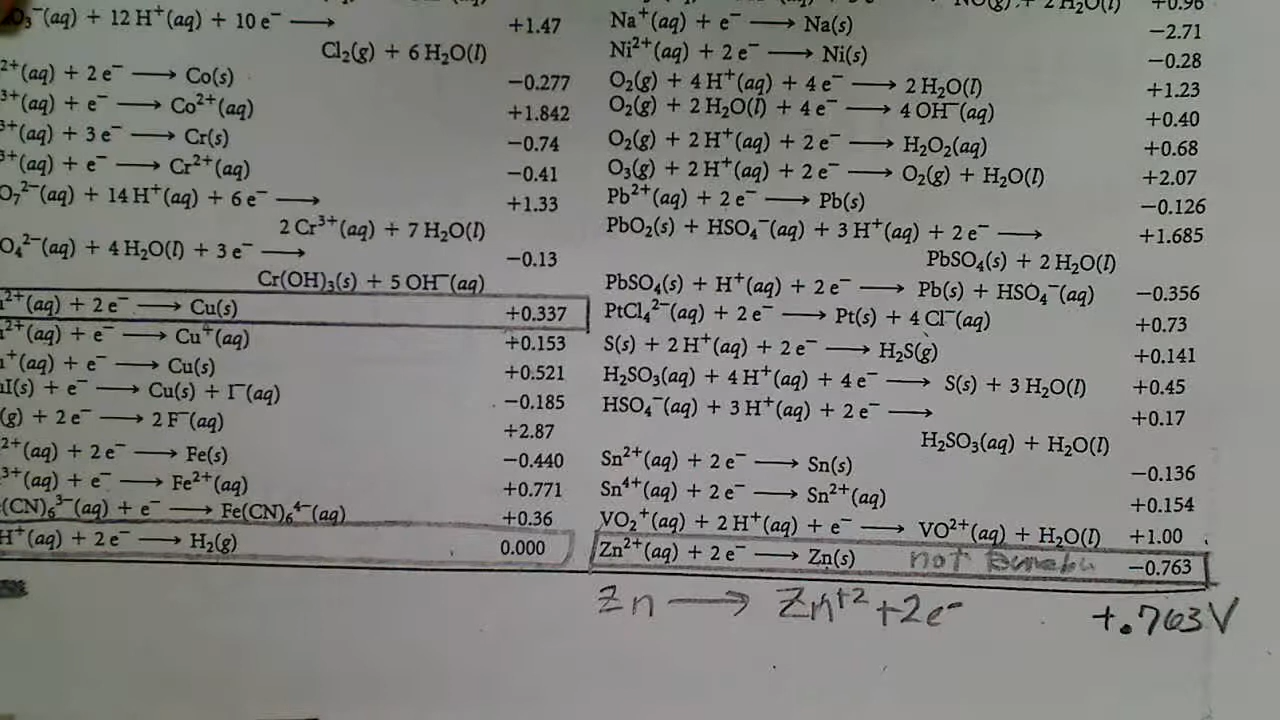 O₃⁻(aq) + 12 H⁺(aq) + 10 e⁻ ⟶ +1.47
Cl₂(g) + 6 H₂O(l)
²⁺(aq) + 2 e⁻ ⟶ Co(s) −0.277
³⁺(aq) + e⁻ ⟶ Co²⁺(aq) +1.842
³⁺(aq) + 3 e⁻ ⟶ Cr(s) −0.74
³⁺(aq) + e⁻ ⟶ Cr²⁺(aq) −0.41
O₇²⁻(aq) + 14 H⁺(aq) + 6 e⁻ ⟶ +1.33
2 Cr³⁺(aq) + 7 H₂O(l)
O₄²⁻(aq) + 4 H₂O(l) + 3 e⁻ ⟶ −0.13
Cr(OH)₃(s) + 5 OH⁻(aq)
²⁺(aq) + 2 e⁻ ⟶ Cu(s) +0.337
²⁺(aq) + e⁻ ⟶ Cu⁺(aq) +0.153
⁺(aq) + e⁻ ⟶ Cu(s) +0.521
I(s) + e⁻ ⟶ Cu(s) + I⁻(aq) −0.185
(g) + 2 e⁻ ⟶ 2 F⁻(aq) +2.87
²⁺(aq) + 2 e⁻ ⟶ Fe(s) −0.440
³⁺(aq) + e⁻ ⟶ Fe²⁺(aq) +0.771
(CN)₆³⁻(aq) + e⁻ ⟶ Fe(CN)₆⁴⁻(aq) +0.36
H⁺(aq) + 2 e⁻ ⟶ H₂(g) 0.000
NO(g) + 2 H₂O(l) +0.96
Na⁺(aq) + e⁻ ⟶ Na(s) −2.71
Ni²⁺(aq) + 2 e⁻ ⟶ Ni(s) −0.28
O₂(g) + 4 H⁺(aq) + 4 e⁻ ⟶ 2 H₂O(l) +1.23
O₂(g) + 2 H₂O(l) + 4 e⁻ ⟶ 4 OH⁻(aq) +0.40
O₂(g) + 2 H⁺(aq) + 2 e⁻ ⟶ H₂O₂(aq) +0.68
O₃(g) + 2 H⁺(aq) + 2 e⁻ ⟶ O₂(g) + H₂O(l) +2.07
Pb²⁺(aq) + 2 e⁻ ⟶ Pb(s) −0.126
PbO₂(s) + HSO₄⁻(aq) + 3 H⁺(aq) + 2 e⁻ ⟶ +1.685
PbSO₄(s) + 2 H₂O(l)
PbSO₄(s) + H⁺(aq) + 2 e⁻ ⟶ Pb(s) + HSO₄⁻(aq) −0.356
PtCl₄²⁻(aq) + 2 e⁻ ⟶ Pt(s) + 4 Cl⁻(aq) +0.73
S(s) + 2 H⁺(aq) + 2 e⁻ ⟶ H₂S(g) +0.141
H₂SO₃(aq) + 4 H⁺(aq) + 4 e⁻ ⟶ S(s) + 3 H₂O(l) +0.45
HSO₄⁻(aq) + 3 H⁺(aq) + 2 e⁻ ⟶ +0.17
H₂SO₃(aq) + H₂O(l)
Sn²⁺(aq) + 2 e⁻ ⟶ Sn(s) −0.136
Sn⁴⁺(aq) + 2 e⁻ ⟶ Sn²⁺(aq) +0.154
VO₂⁺(aq) + 2 H⁺(aq) + e⁻ ⟶ VO²⁺(aq) + H₂O(l) +1.00
Zn²⁺(aq) + 2 e⁻ ⟶ Zn(s) not −0.763
Zn ⟶ Zn⁺² + 2e⁻ +.763 V